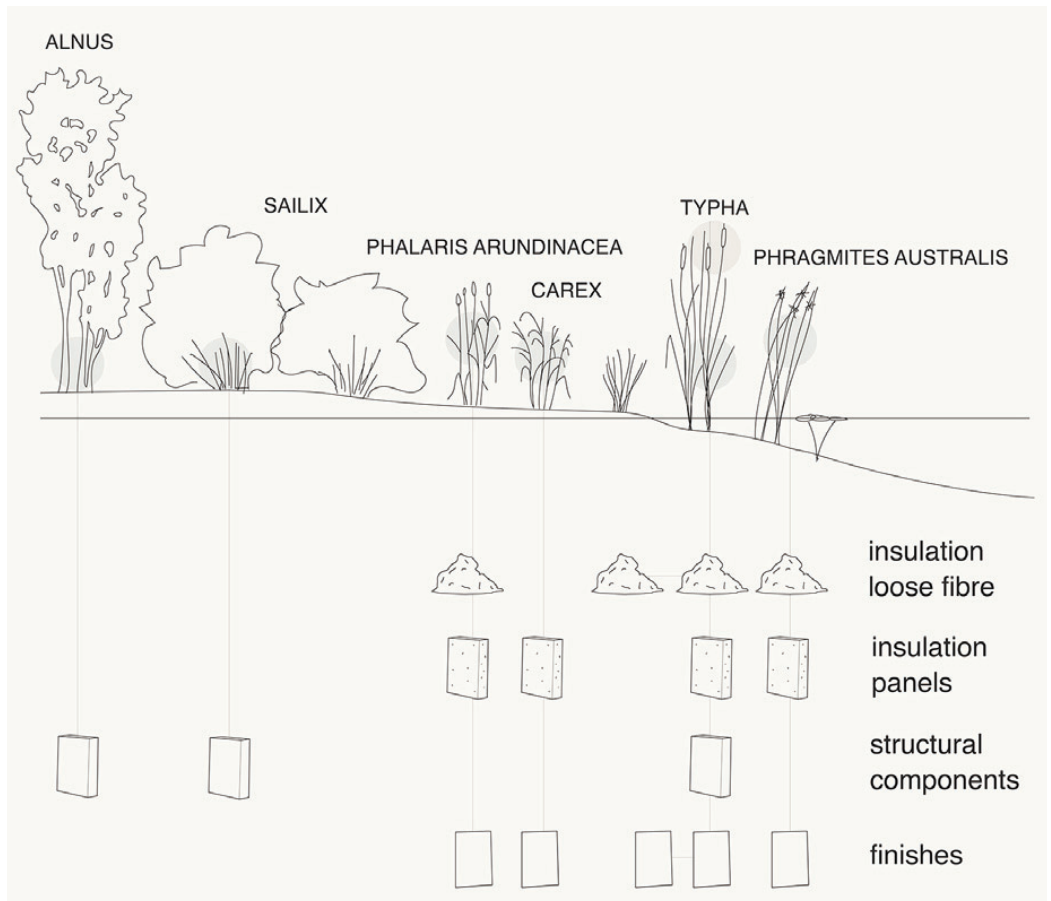 ALNUS
SAILIX
TYPHA
PHALARIS ARUNDINACEA
PHRAGMITES AUSTRALIS
CAREX
insulation
loose fibre
insulation
panels
structural
components
finishes